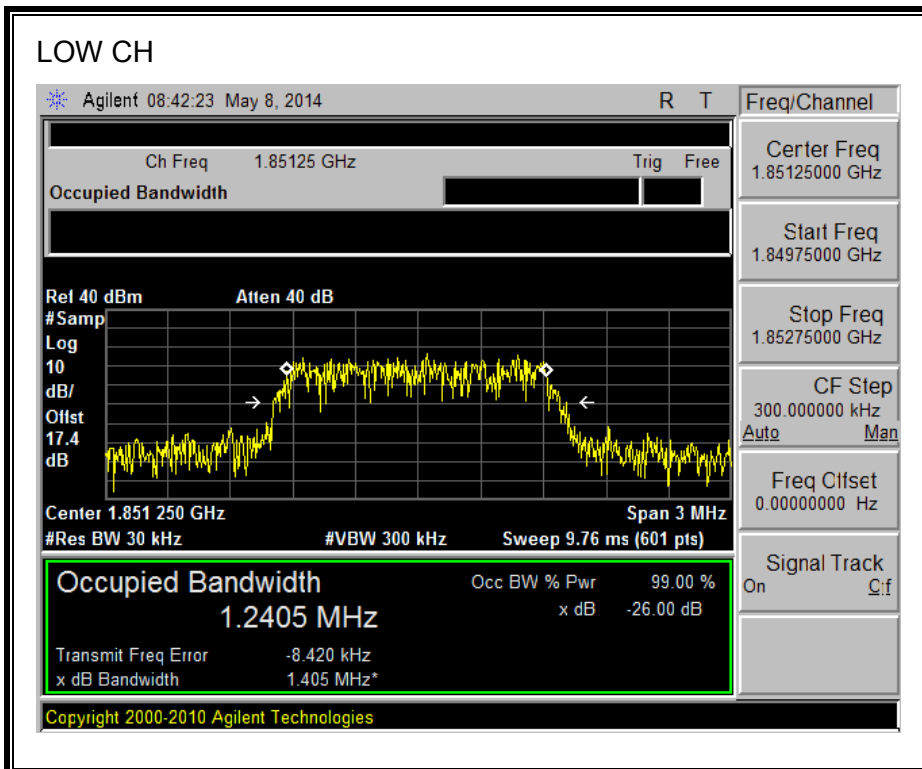 LOW CH
Agilent 08:42:23 May 8, 2014 R T
Freq/Channel
Ch Freq 1.85125 GHz Trig Free
Occupied Bandwidth
Center Freq
1.85125000 GHz
Start Freq
1.84975000 GHz
Stop Freq
1.85275000 GHz
CF Step
300.000000 kHz
Auto Man
Freq Offset
0.00000000 Hz
Signal Track
On Off
Ref 40 dBm Atten 40 dB
#Samp
Log
10
dB/
Offst
17.4
dB
Center 1.851 250 GHz Span 3 MHz
#Res BW 30 kHz #VBW 300 kHz Sweep 9.76 ms (601 pts)
Occupied Bandwidth Occ BW % Pwr 99.00 %
1.2405 MHz x dB -26.00 dB
Transmit Freq Error -8.420 kHz
x dB Bandwidth 1.405 MHz*
Copyright 2000-2010 Agilent Technologies